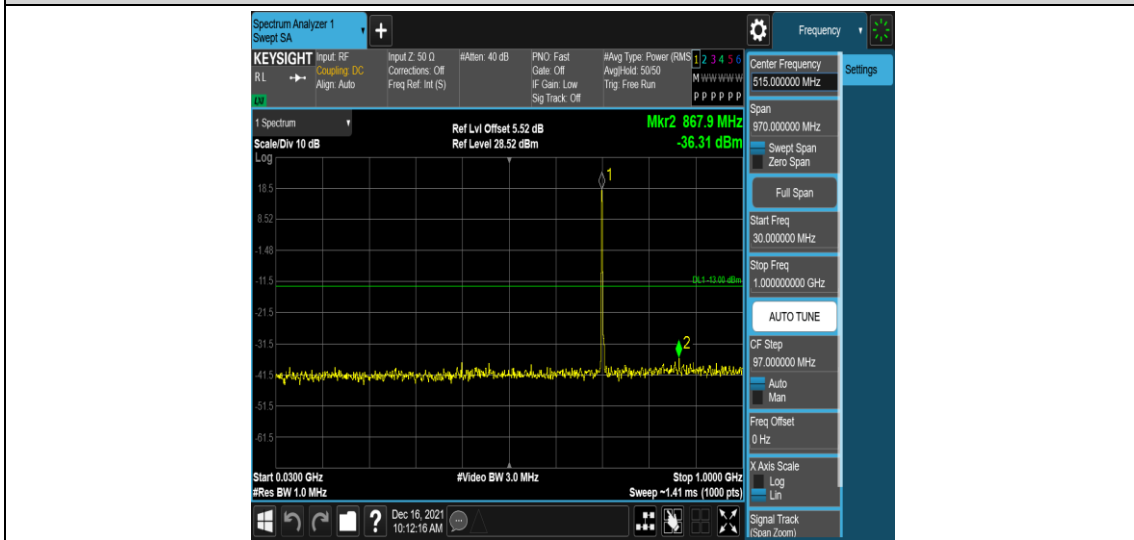 Spectrum Analyzer 1
Swept SA
+
Frequency
KEYSIGHT
RL
Input: RF
Coupling: DC
Align: Auto
Input Z: 50 Ω
Corrections: Off
Freq Ref: Int (S)
#Atten: 40 dB
PNO: Fast
Gate: Off
IF Gain: Low
Sig Track: Off
#Avg Type: Power (RMS
Avg|Hold: 50/50
Trig: Free Run
1 2 3 4 5 6
M W W W W W
P P P P P P
Center Frequency
515.000000 MHz
Settings
1 Spectrum
Scale/Div 10 dB
Ref Lvl Offset 5.52 dB
Ref Level 28.52 dBm
Mkr2 867.9 MHz
-36.31 dBm
Span
970.000000 MHz
Swept Span
Zero Span
Full Span
Start Freq
30.000000 MHz
Stop Freq
1.000000000 GHz
AUTO TUNE
CF Step
97.000000 MHz
Auto
Man
Freq Offset
0 Hz
X Axis Scale
Log
Lin
Signal Track
(Span Zoom)
Log
1
18.5
8.52
-1.48
-11.5
DL1 -13.00 dBm
-21.5
-31.5
2
-41.5
-51.5
-61.5
Start 0.0300 GHz
#Video BW 3.0 MHz
Stop 1.0000 GHz
#Res BW 1.0 MHz
Sweep ~1.41 ms (1000 pts)
?
Dec 16, 2021
10:12:16 AM